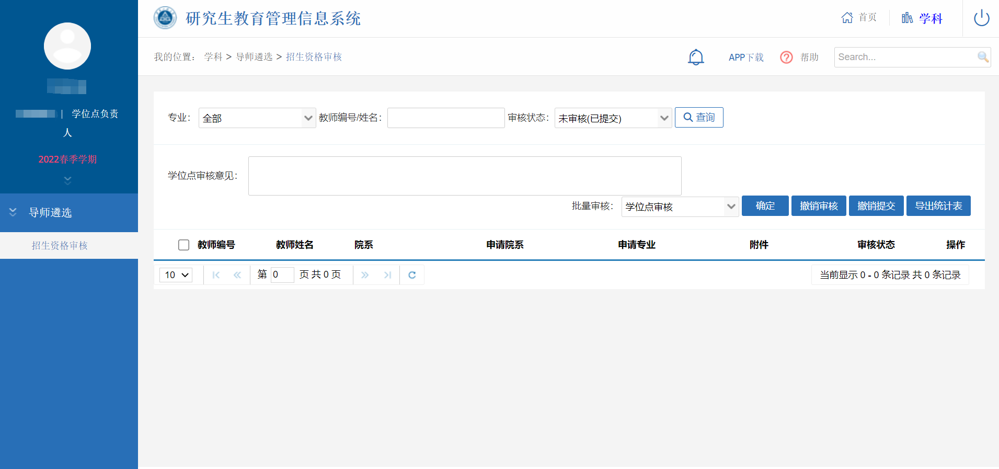 研究生教育管理信息系统
首页
学科
我的位置： 学科 > 导师遴选 > 招生资格审核
APP下载
帮助
Search...
| 学位点负责
人
2022春季学期
导师遴选
招生资格审核
专业： 全部 教师编号/姓名： 审核状态： 未审核(已提交) 查询
学位点审核意见：
批量审核： 学位点审核 确定 撤销审核 撤销提交 导出统计表
教师编号 教师姓名 院系 申请院系 申请专业 附件 审核状态 操作
10 第 0 页 共 0 页 当前显示 0 - 0 条记录 共 0 条记录